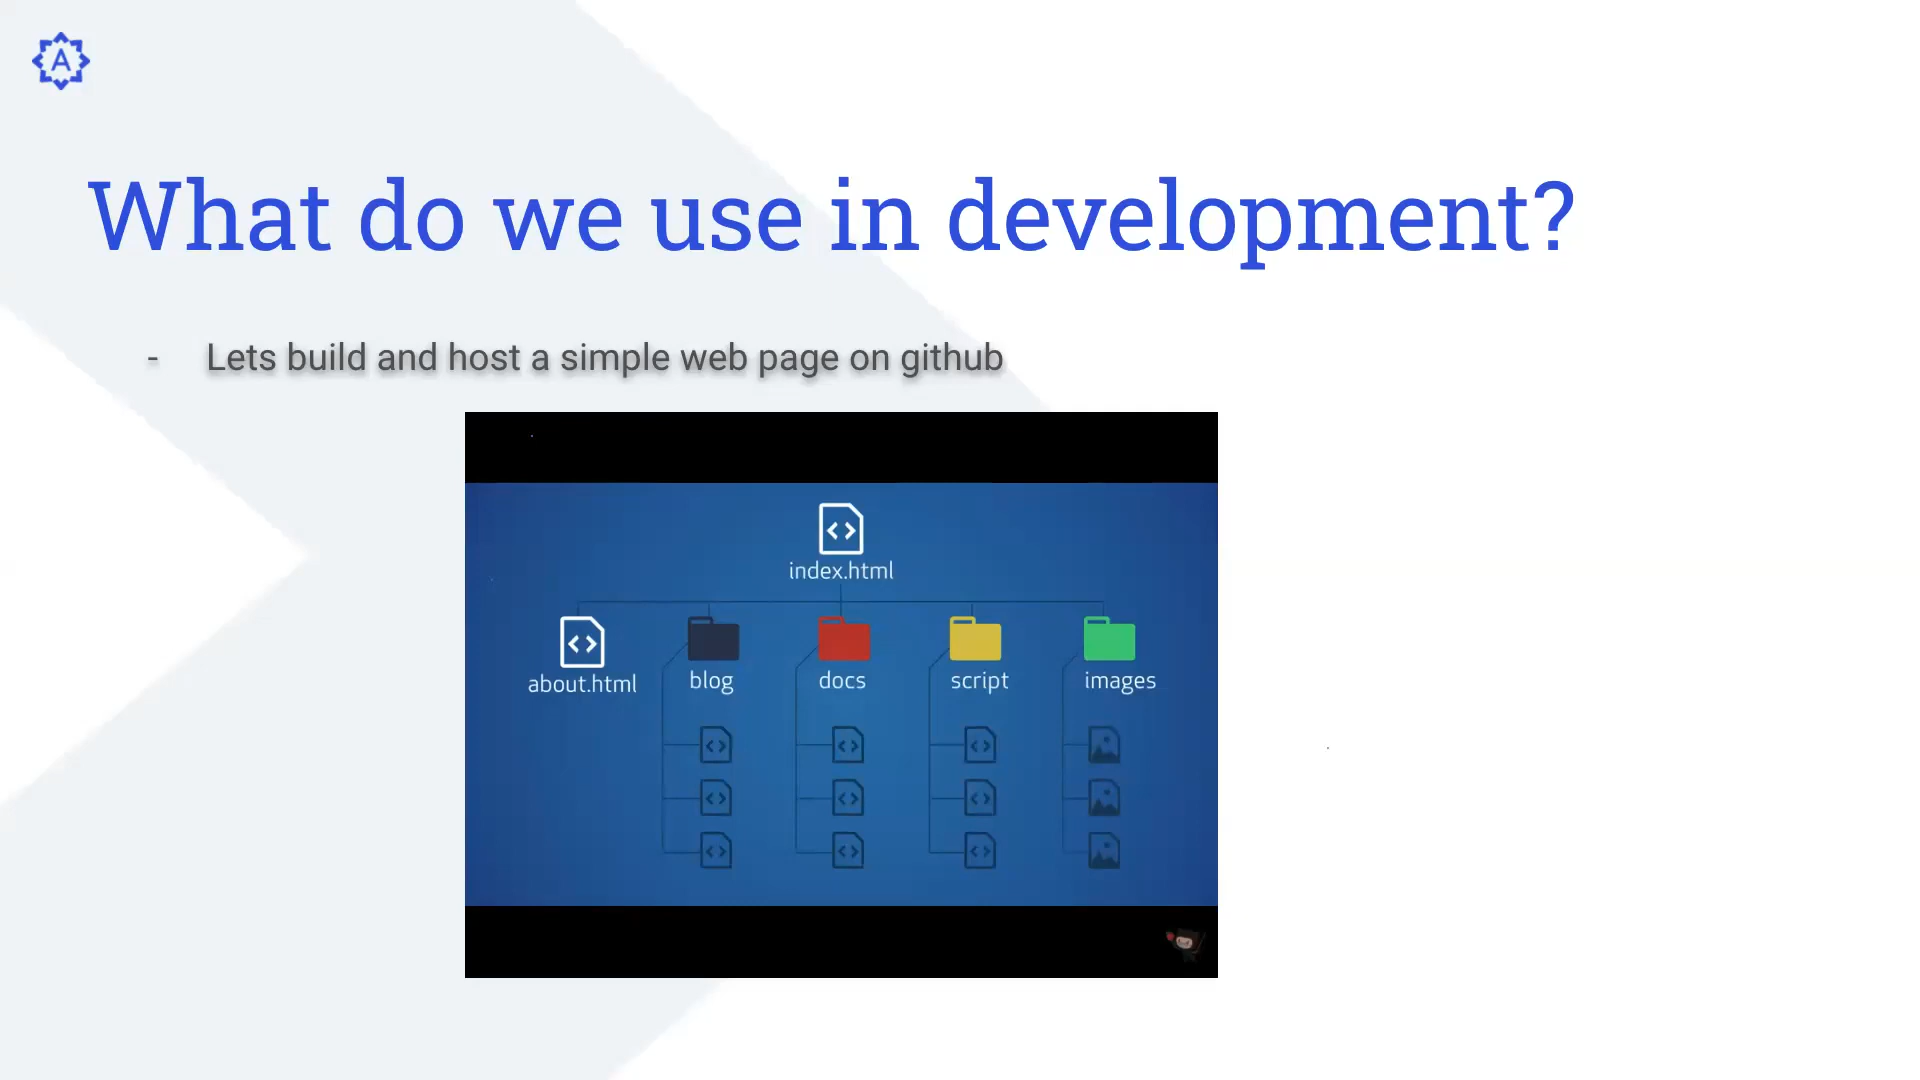 A
What do we use in development?
- Lets build and host a simple web page on github
index.html
about.html
blog
docs
script
images